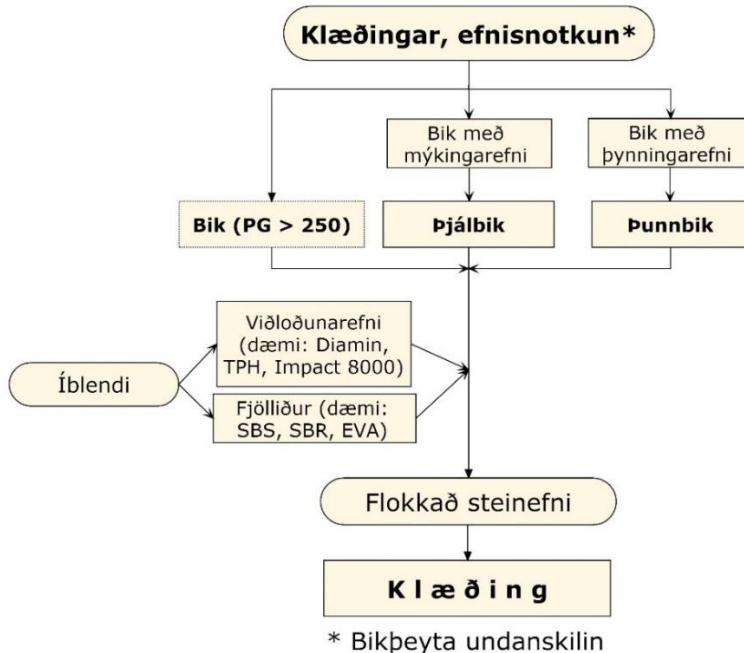 Klæðingar, efnisnotkun*
Bik með
mýkingarefni
Bik með
þynningarefni
Bik (PG > 250)
Þjálbik
Þunnbik
Viðloðunarefni
(dæmi: Diamin,
TPH, Impact 8000)
Íblendi
Fjölliður (dæmi:
SBS, SBR, EVA)
Flokkað steinefni
K l æ ð i n g
* Bikþeyta undanskilin